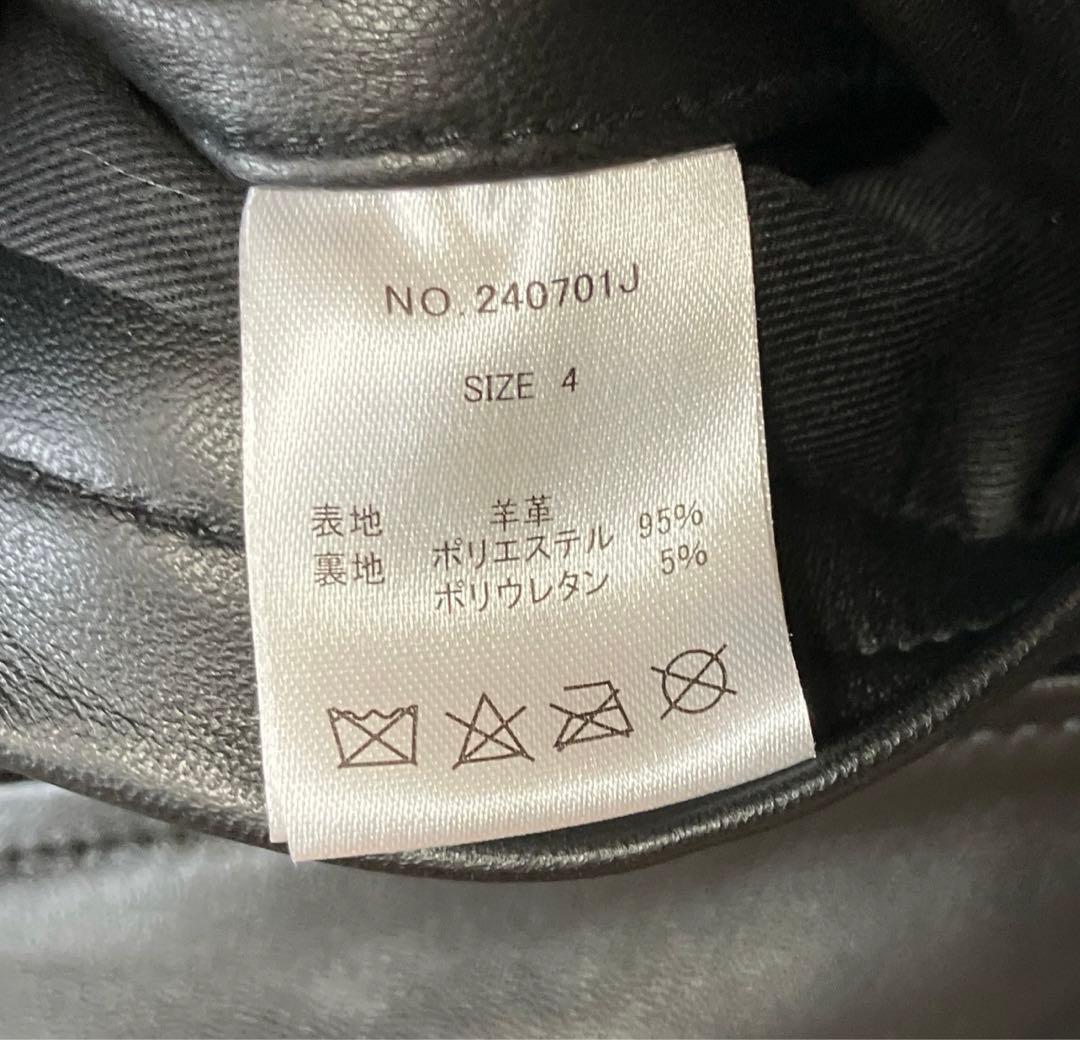 NO. 240701J
SIZE 4
表地 羊革
裏地 ポリエステル 95%
ポリウレタン 5%